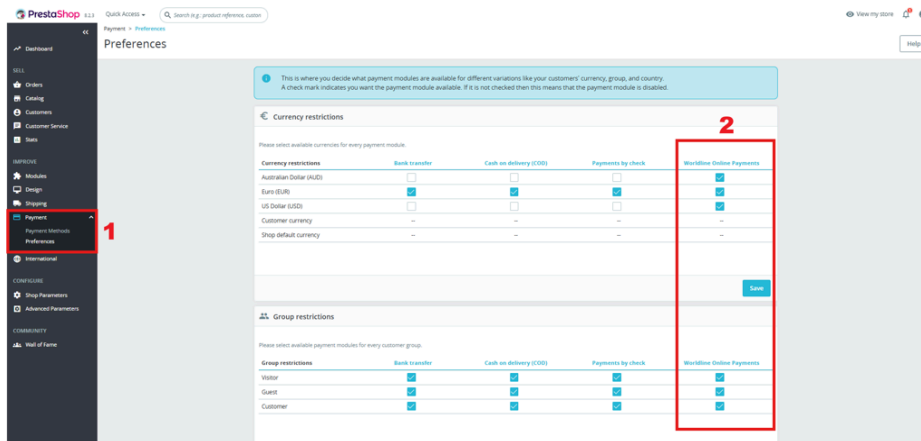 PrestaShop 8.2.3 Quick Access Search (e.g.: product reference, custon View my store
Payment > Preferences
Preferences Help
Dashboard
SELL
Orders
Catalog
Customers
Customer Service
Stats
IMPROVE
Modules
Design
Shipping
Payment
Payment Methods
Preferences
International
CONFIGURE
Shop Parameters
Advanced Parameters
COMMUNITY
Wall of Fame
1
This is where you decide what payment modules are available for different variations like your customers' currency, group, and country.
A check mark indicates you want the payment module available. If it is not checked then this means that the payment module is disabled.
€ Currency restrictions
2
Please select available currencies for every payment module.
Currency restrictions Bank transfer Cash on delivery (COD) Payments by check Worldline Online Payments
Australian Dollar (AUD)
Euro (EUR)
US Dollar (USD)
Customer currency -- -- -- --
Shop default currency -- -- -- --
Save
Group restrictions
Please select available payment modules for every customer group.
Group restrictions Bank transfer Cash on delivery (COD) Payments by check Worldline Online Payments
Visitor
Guest
Customer